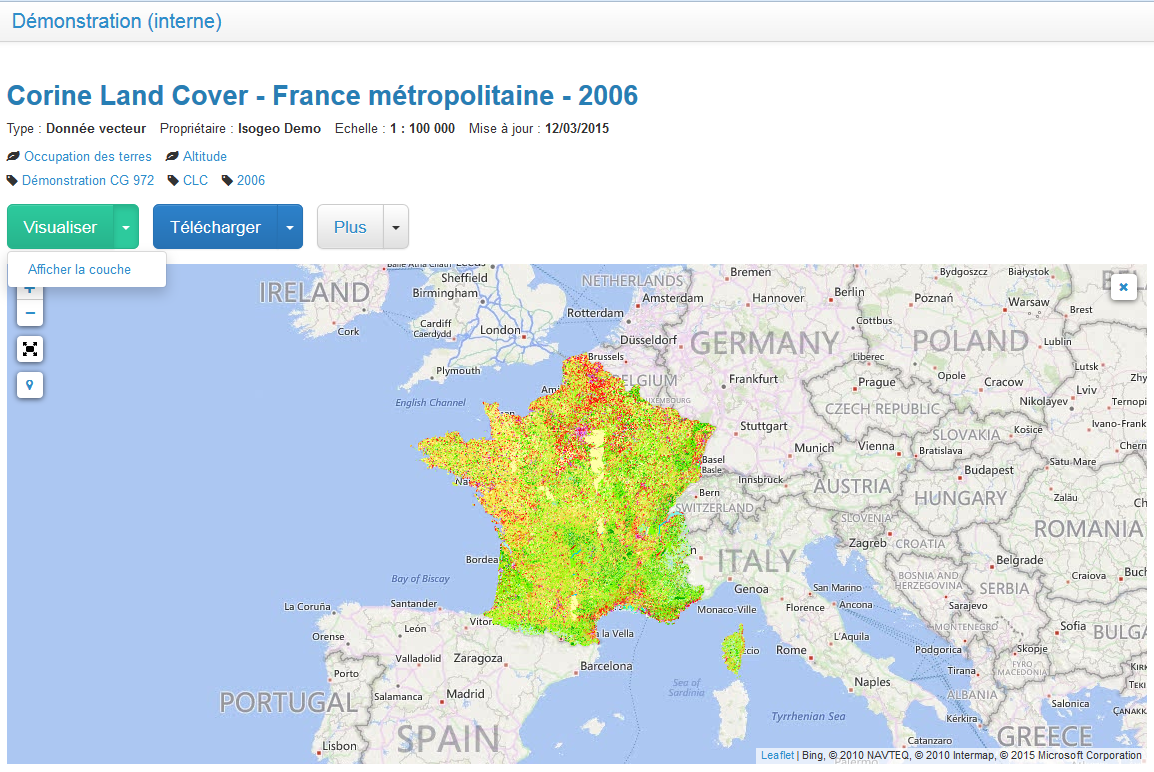 Démonstration (interne)
Corine Land Cover - France métropolitaine - 2006
Type : Donnée vecteur Propriétaire : Isogeo Demo Echelle : 1 : 100 000 Mise à jour : 12/03/2015
Occupation des terres Altitude
Démonstration CG 972 CLC 2006
Visualiser Télécharger Plus
Afficher la couche
+
−
IRELAND
Cork
Sheffield
Birmingham
Cardiff
Caerdydd
London
Plymouth
English Channel
NETHERLANDS
Amsterdam
Rotterdam
Brussels
Düsseldorf
Bremen
Hannover
Berlin
GERMANY
Frankfurt
Stuttgart
Munich
Cottbus
Liberec
Poznań
Bydgoszcz
Białystok
Warsaw
Brest
POLAND
Lublin
Opole
Cracow
Lutsk
Zhy
Lviv
Nikolayev
Ternopi
Ivano-Frank
Prague
CZECH REPUBLIC
SLOVAKIA
Košice
Chern
Vienna
Bratislava
Satu Mare
Budapest
HUNGARY
Zalău
ROMANIA
AUSTRIA
Innsbruck
Basel
Basle
Bern
SWITZERLAND
SLOVENIA
Zagreb
CROATIA
Belgrade
Craiova
Buch
BOSNIA AND
HERZEGOVINA
SERBIA
Sarajevo
MONTENEGRO
Sofia
BULGA
Podgorica
Skopje
Tirana
FYRO
MACEDONIA
ALBANIA
Salonica
Kerkira
GREECE
ITALY
Genoa
San Marino
Monaco-Ville
Florence
Ancona
L'Aquila
Rome
Naples
Catanzaro
Tyrrhenian Sea
Sea of
Sardinia
Bay of Biscay
La Coruña
Santander
León
Orense
Valladolid
Zaragoza
Barcelona
Porto
Salamanca
Madrid
PORTUGAL
SPAIN
Lisbon
Leaflet | Bing, © 2010 NAVTEQ, © 2010 Intermap, © 2015 Microsoft Corporation